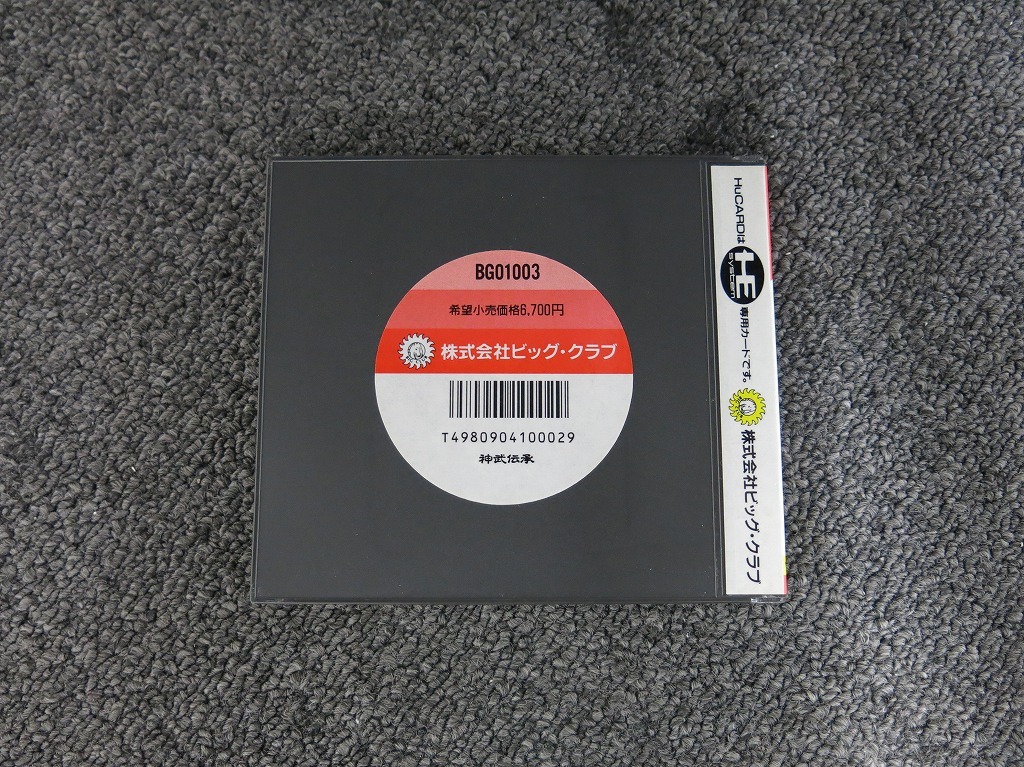 BG01003
希望小売価格6,700円
株式会社ビッグ・クラブ
T4980904100029
神武伝承
HuCARDは HE SYSTEM 専用カードです。 株式会社ビッグ・クラブ